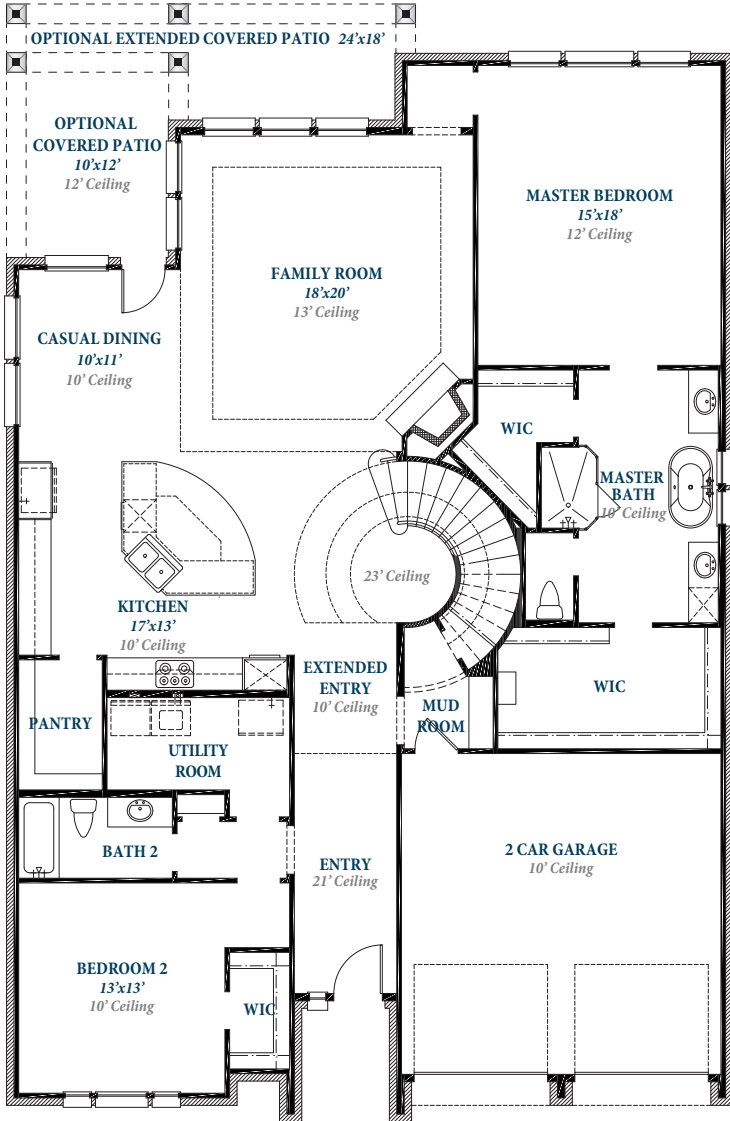 OPTIONAL EXTENDED COVERED PATIO 24'x18'
OPTIONAL
COVERED PATIO
10'x12'
12' Ceiling
MASTER BEDROOM
15'x18'
12' Ceiling
FAMILY ROOM
18'x20'
13' Ceiling
CASUAL DINING
10'x11'
10' Ceiling
WIC
MASTER
BATH
10' Ceiling
23' Ceiling
KITCHEN
17'x13'
10' Ceiling
EXTENDED
ENTRY
10' Ceiling
WIC
MUD
ROOM
PANTRY
UTILITY
ROOM
BATH 2
ENTRY
21' Ceiling
2 CAR GARAGE
10' Ceiling
BEDROOM 2
13'x13'
10' Ceiling
WIC